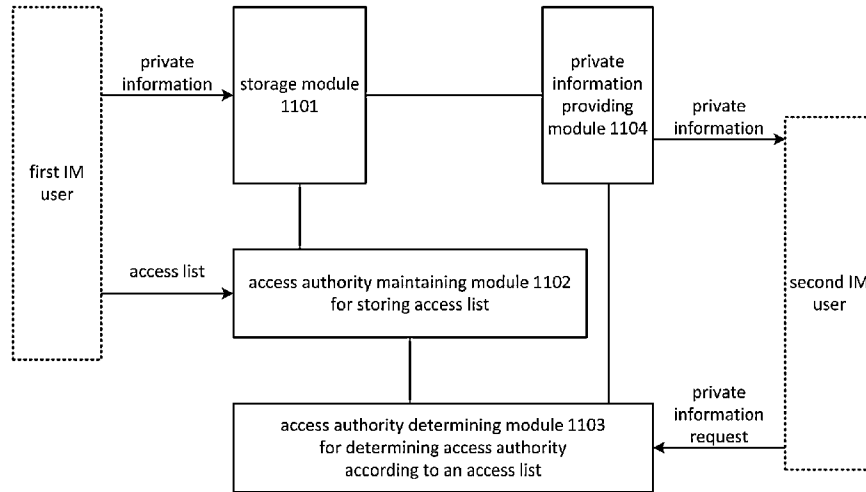 first IM
user
private
information
storage module
1101
private
information
providing
module 1104
private
information
access list
access authority maintaining module 1102
for storing access list
second IM
user
access authority determining module 1103
for determining access authority
according to an access list
private
information
request